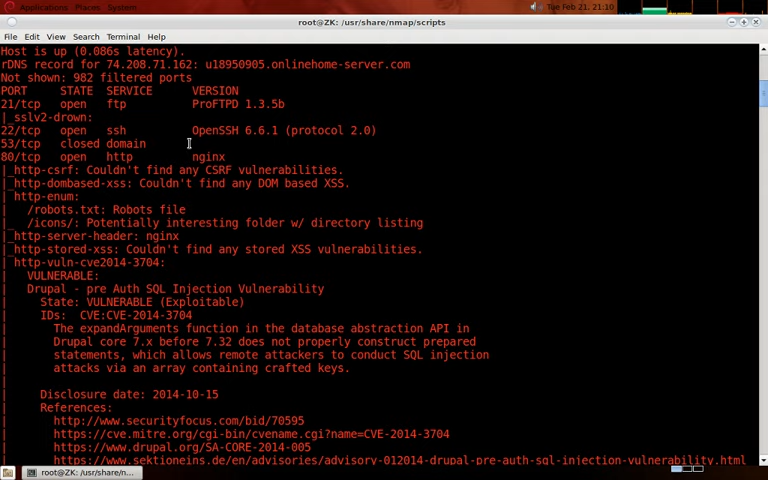 Applications Places System Tue Feb 21, 21:10
root@ZK: /usr/share/nmap/scripts
File Edit View Search Terminal Help
Host is up (0.086s latency).
rDNS record for 74.208.71.162: u18950905.onlinehome-server.com
Not shown: 982 filtered ports
PORT STATE SERVICE VERSION
21/tcp open ftp ProFTPD 1.3.5b
|_sslv2-drown:
22/tcp open ssh OpenSSH 6.6.1 (protocol 2.0)
53/tcp closed domain
80/tcp open http nginx
|_http-csrf: Couldn't find any CSRF vulnerabilities.
|_http-dombased-xss: Couldn't find any DOM based XSS.
| http-enum:
|   /robots.txt: Robots file
|_  /icons/: Potentially interesting folder w/ directory listing
|_http-server-header: nginx
|_http-stored-xss: Couldn't find any stored XSS vulnerabilities.
| http-vuln-cve2014-3704:
|   VULNERABLE:
|   Drupal - pre Auth SQL Injection Vulnerability
|     State: VULNERABLE (Exploitable)
|     IDs:  CVE:CVE-2014-3704
|       The expandArguments function in the database abstraction API in
|       Drupal core 7.x before 7.32 does not properly construct prepared
|       statements, which allows remote attackers to conduct SQL injection
|       attacks via an array containing crafted keys.
|
|     Disclosure date: 2014-10-15
|     References:
|       http://www.securityfocus.com/bid/70595
|       https://cve.mitre.org/cgi-bin/cvename.cgi?name=CVE-2014-3704
|       https://www.drupal.org/SA-CORE-2014-005
|       https://www.sektioneins.de/en/advisories/advisory-012014-drupal-pre-auth-sql-injection-vulnerability.html
root@ZK: /usr/share/n...